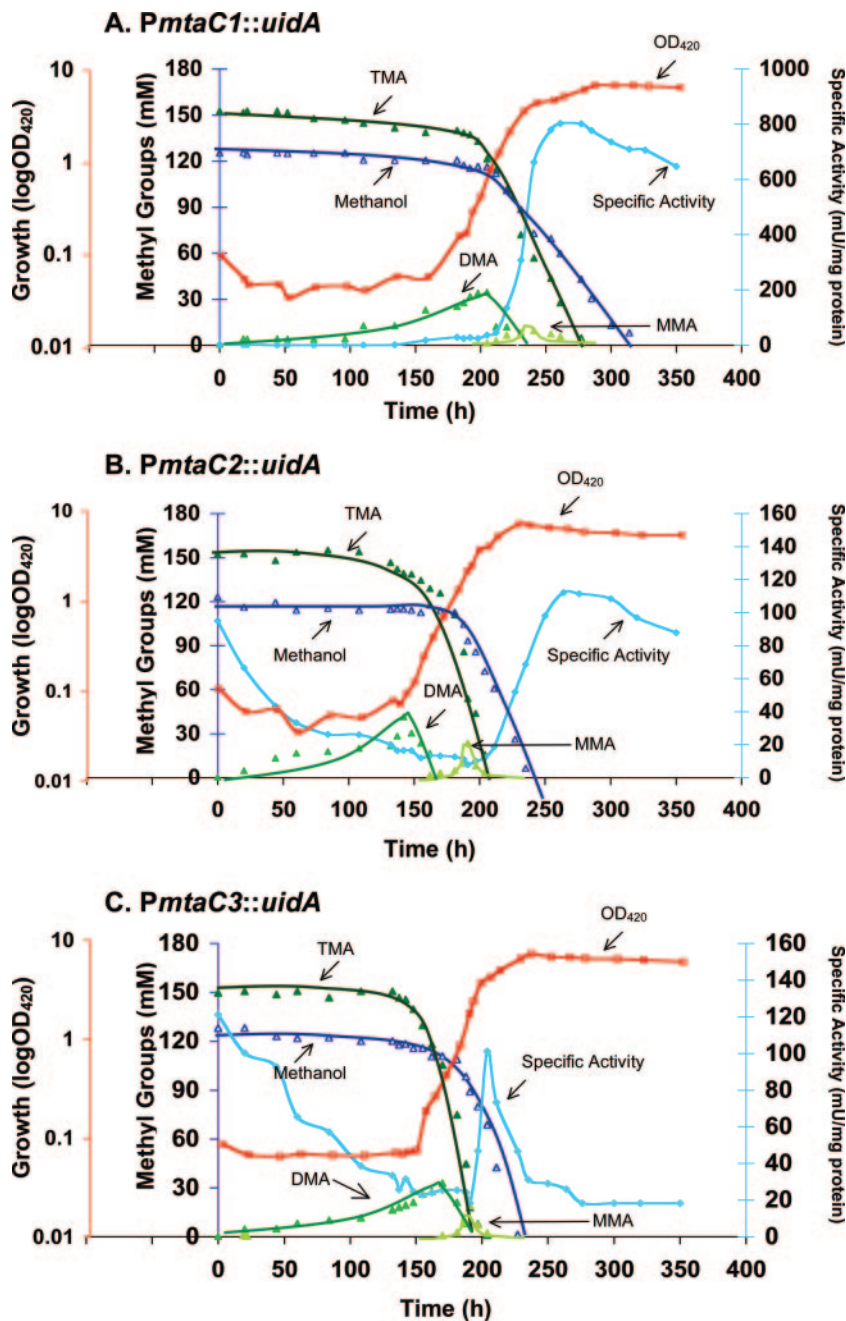 A. PmtaC1::uidA
OD420
TMA
Methanol
Specific Activity
DMA
MMA
Growth (logOD420)
10
1
0.1
0.01
Methyl Groups (mM)
180
150
120
90
60
30
0
Specific Activity (mU/mg protein)
1000
800
600
400
200
0
0 50 100 150 200 250 300 350 400
Time (h)
B. PmtaC2::uidA
OD420
TMA
Methanol
Specific Activity
DMA
MMA
Growth (logOD420)
10
1
0.1
0.01
Methyl Groups (mM)
180
150
120
90
60
30
0
Specific Activity (mU/mg protein)
160
140
120
100
80
60
40
20
0
0 50 100 150 200 250 300 350 400
Time (h)
C. PmtaC3::uidA
OD420
TMA
Methanol
Specific Activity
DMA
MMA
Growth (logOD420)
10
1
0.1
0.01
Methyl Groups (mM)
180
150
120
90
60
30
0
Specific Activity (mU/mg protein)
160
140
120
100
80
60
40
20
0
0 50 100 150 200 250 300 350 400
Time (h)